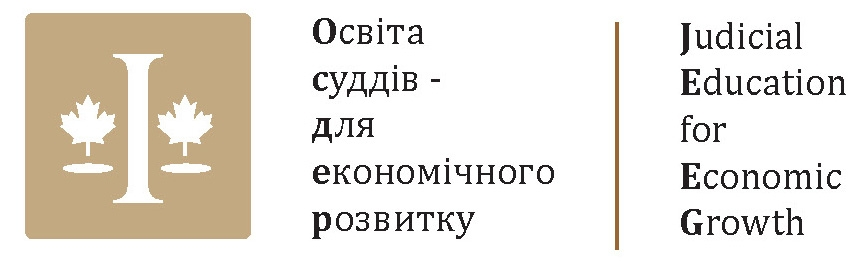 Освіта
суддів -
для
економічного
розвитку
Judicial
Education
for
Economic
Growth